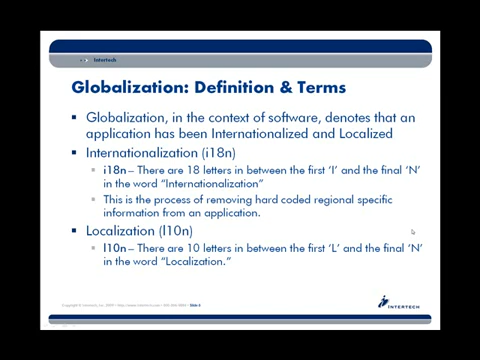 Intertech
Globalization: Definition & Terms
Globalization, in the context of software, denotes that an
application has been Internationalized and Localized
Internationalization (i18n)
i18n – There are 18 letters in between the first ‘I’ and the final ‘N’
in the word “Internationalization”
This is the process of removing hard coded regional specific
information from an application.
Localization (l10n)
l10n – There are 10 letters in between the first ‘L’ and the final ‘N’
in the word “Localization.”
INTERTECH